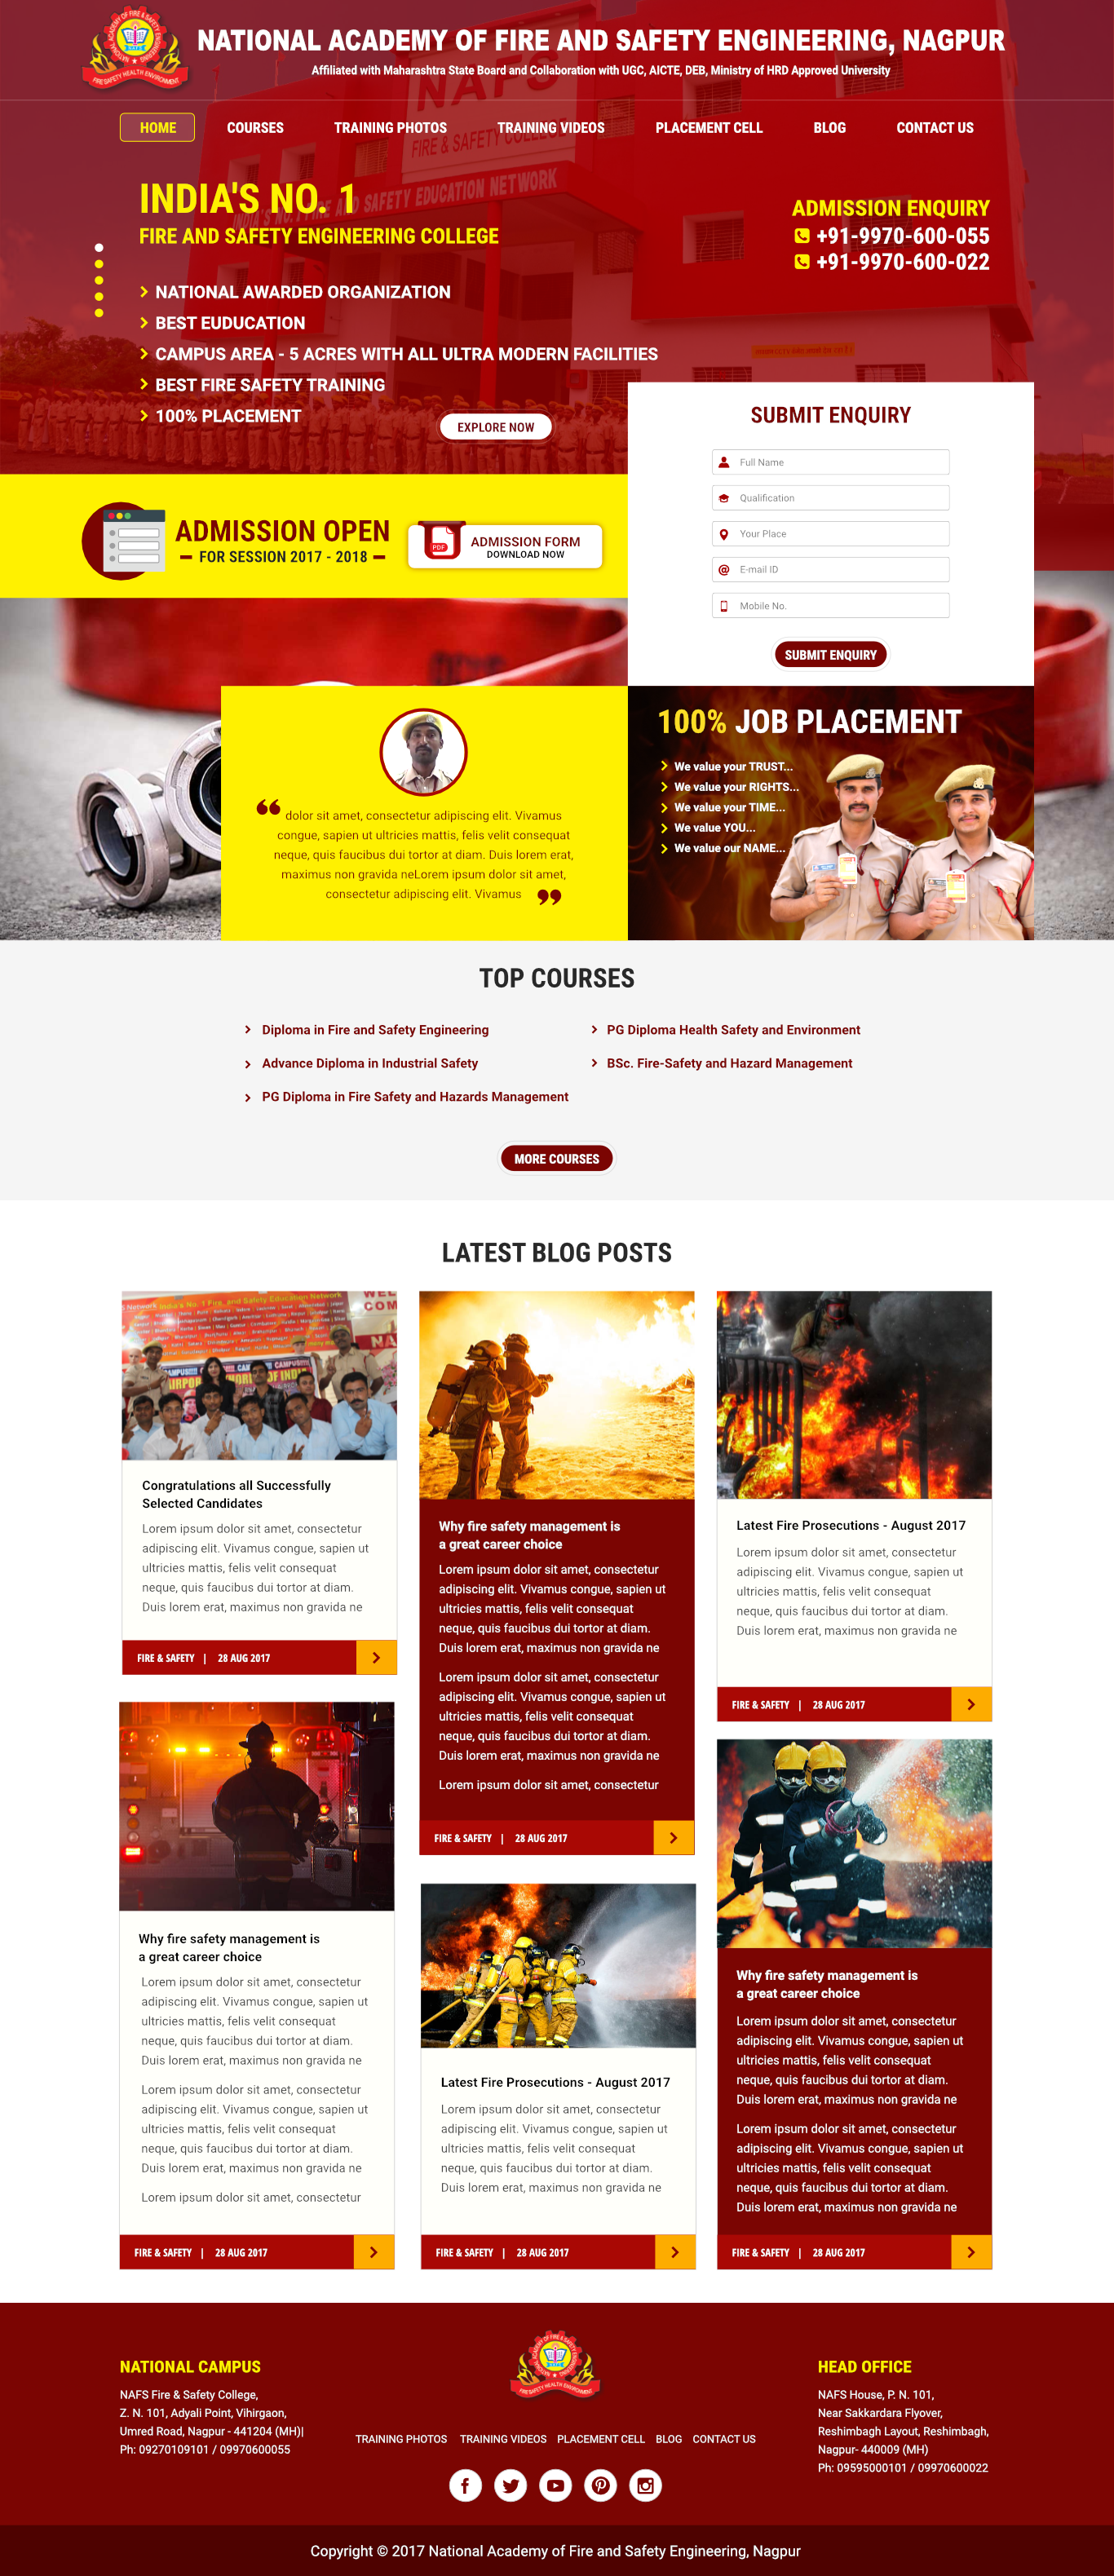 NATIONAL ACADEMY OF FIRE AND SAFETY ENGINEERING, NAGPUR
Affiliated with Maharashtra State Board and Collaboration with UGC, AICTE, DEB, Ministry of HRD Approved University
NAFS
FIRE & SAFETY COLLEGE
HOME
COURSES
TRAINING PHOTOS
TRAINING VIDEOS
PLACEMENT CELL
BLOG
CONTACT US
INDIA'S NO. 1 FIRE AND SAFETY EDUCATION NETWORK
INDIA'S NO. 1
FIRE AND SAFETY ENGINEERING COLLEGE
NATIONAL AWARDED ORGANIZATION
BEST EUDUCATION
CAMPUS AREA - 5 ACRES WITH ALL ULTRA MODERN FACILITIES
BEST FIRE SAFETY TRAINING
100% PLACEMENT
EXPLORE NOW
ADMISSION ENQUIRY
+91-9970-600-055
+91-9970-600-022
SUBMIT ENQUIRY
Full Name
Qualification
Your Place
E-mail ID
Mobile No.
SUBMIT ENQUIRY
ADMISSION OPEN
FOR SESSION 2017 - 2018
PDF
ADMISSION FORM
DOWNLOAD NOW
dolor sit amet, consectetur adipiscing elit. Vivamus
congue, sapien ut ultricies mattis, felis velit consequat
neque, quis faucibus dui tortor at diam. Duis lorem erat,
maximus non gravida neLorem ipsum dolor sit amet,
consectetur adipiscing elit. Vivamus
100% JOB PLACEMENT
We value your TRUST...
We value your RIGHTS...
We value your TIME...
We value YOU...
We value our NAME...
TOP COURSES
Diploma in Fire and Safety Engineering
Advance Diploma in Industrial Safety
PG Diploma in Fire Safety and Hazards Management
PG Diploma Health Safety and Environment
BSc. Fire-Safety and Hazard Management
MORE COURSES
LATEST BLOG POSTS
Congratulations all Successfully
Selected Candidates
Lorem ipsum dolor sit amet, consectetur
adipiscing elit. Vivamus congue, sapien ut
ultricies mattis, felis velit consequat
neque, quis faucibus dui tortor at diam.
Duis lorem erat, maximus non gravida ne
FIRE & SAFETY | 28 AUG 2017
Why fire safety management is
a great career choice
Lorem ipsum dolor sit amet, consectetur
adipiscing elit. Vivamus congue, sapien ut
ultricies mattis, felis velit consequat
neque, quis faucibus dui tortor at diam.
Duis lorem erat, maximus non gravida ne
Lorem ipsum dolor sit amet, consectetur
adipiscing elit. Vivamus congue, sapien ut
ultricies mattis, felis velit consequat
neque, quis faucibus dui tortor at diam.
Duis lorem erat, maximus non gravida ne
Lorem ipsum dolor sit amet, consectetur
FIRE & SAFETY | 28 AUG 2017
Latest Fire Prosecutions - August 2017
Lorem ipsum dolor sit amet, consectetur
adipiscing elit. Vivamus congue, sapien ut
ultricies mattis, felis velit consequat
neque, quis faucibus dui tortor at diam.
Duis lorem erat, maximus non gravida ne
FIRE & SAFETY | 28 AUG 2017
Why fire safety management is
a great career choice
Lorem ipsum dolor sit amet, consectetur
adipiscing elit. Vivamus congue, sapien ut
ultricies mattis, felis velit consequat
neque, quis faucibus dui tortor at diam.
Duis lorem erat, maximus non gravida ne
Lorem ipsum dolor sit amet, consectetur
adipiscing elit. Vivamus congue, sapien ut
ultricies mattis, felis velit consequat
neque, quis faucibus dui tortor at diam.
Duis lorem erat, maximus non gravida ne
Lorem ipsum dolor sit amet, consectetur
FIRE & SAFETY | 28 AUG 2017
Latest Fire Prosecutions - August 2017
Lorem ipsum dolor sit amet, consectetur
adipiscing elit. Vivamus congue, sapien ut
ultricies mattis, felis velit consequat
neque, quis faucibus dui tortor at diam.
Duis lorem erat, maximus non gravida ne
FIRE & SAFETY | 28 AUG 2017
Why fire safety management is
a great career choice
Lorem ipsum dolor sit amet, consectetur
adipiscing elit. Vivamus congue, sapien ut
ultricies mattis, felis velit consequat
neque, quis faucibus dui tortor at diam.
Duis lorem erat, maximus non gravida ne
Lorem ipsum dolor sit amet, consectetur
adipiscing elit. Vivamus congue, sapien ut
ultricies mattis, felis velit consequat
neque, quis faucibus dui tortor at diam.
Duis lorem erat, maximus non gravida ne
FIRE & SAFETY | 28 AUG 2017
NATIONAL CAMPUS
NAFS Fire & Safety College,
Z. N. 101, Adyali Point, Vihirgaon,
Umred Road, Nagpur - 441204 (MH)|
Ph: 09270109101 / 09970600055
TRAINING PHOTOS TRAINING VIDEOS PLACEMENT CELL BLOG CONTACT US
HEAD OFFICE
NAFS House, P. N. 101,
Near Sakkardara Flyover,
Reshimbagh Layout, Reshimbagh,
Nagpur- 440009 (MH)
Ph: 09595000101 / 09970600022
Copyright © 2017 National Academy of Fire and Safety Engineering, Nagpur